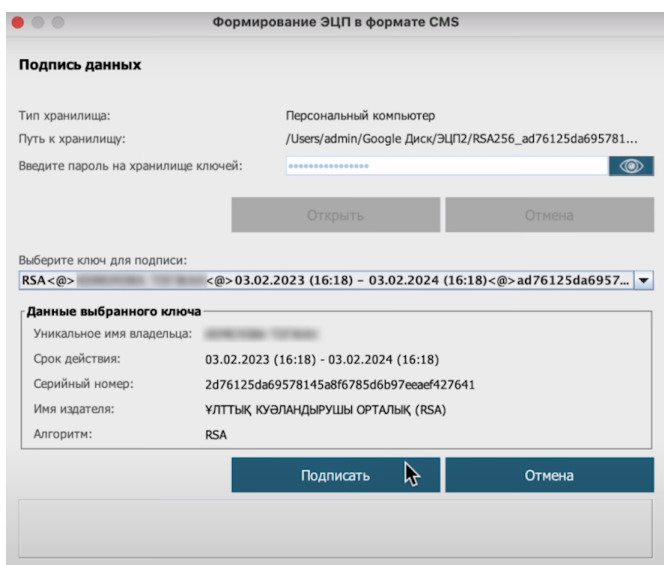 Формирование ЭЦП в формате CMS
Подпись данных
Тип хранилища: Персональный компьютер
Путь к хранилищу: /Users/admin/Google Диск/ЭЦП2/RSA256_ad76125da695781...
Введите пароль на хранилище ключей: ****************
Открыть Отмена
Выберите ключ для подписи:
RSA<@> <@>03.02.2023 (16:18) – 03.02.2024 (16:18)<@>ad76125da6957...
Данные выбранного ключа
Уникальное имя владельца:
Срок действия: 03.02.2023 (16:18) - 03.02.2024 (16:18)
Серийный номер: 2d76125da69578145a8f6785d6b97eeaef427641
Имя издателя: ҰЛТТЫҚ КУӘЛАНДЫРУШЫ ОРТАЛЫҚ (RSA)
Алгоритм: RSA
Подписать Отмена